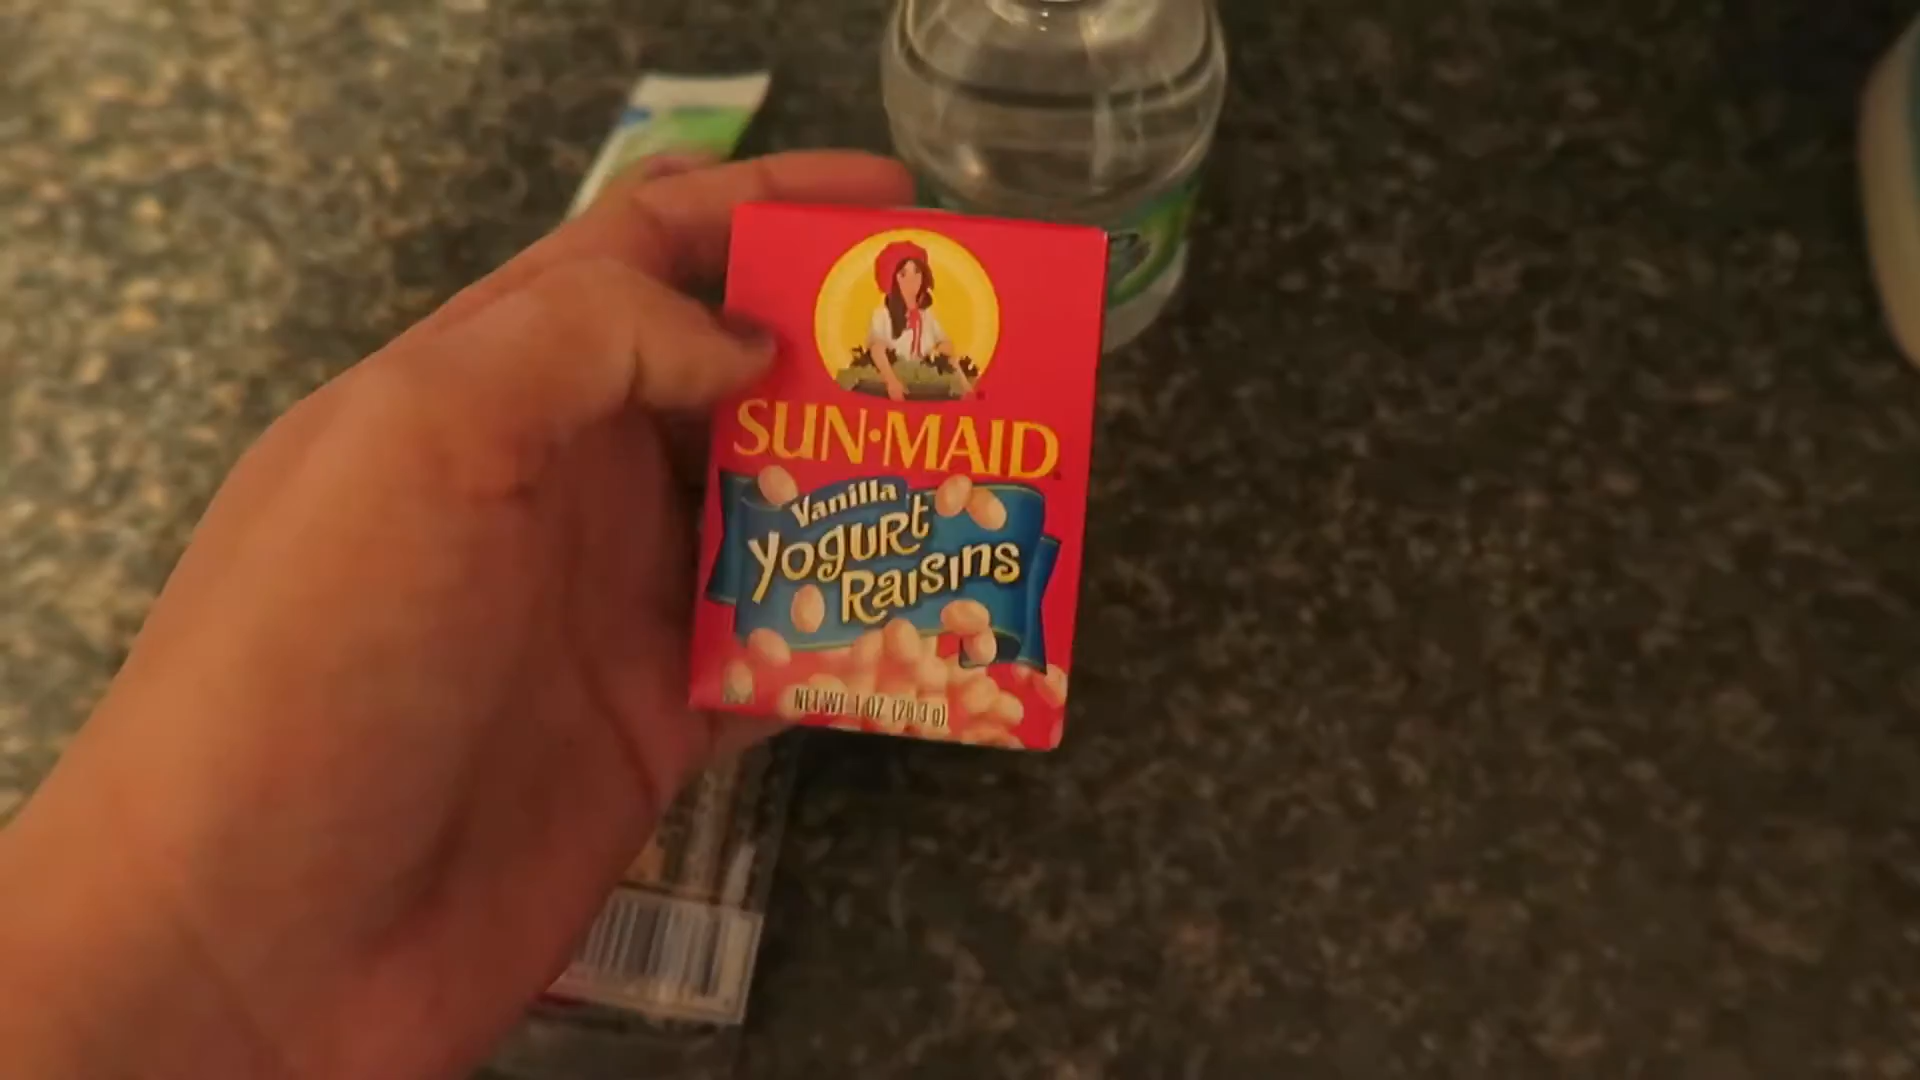 SUN·MAID
Vanilla
Yogurt
Raisins
NET WT. 1 OZ (28.3 g)